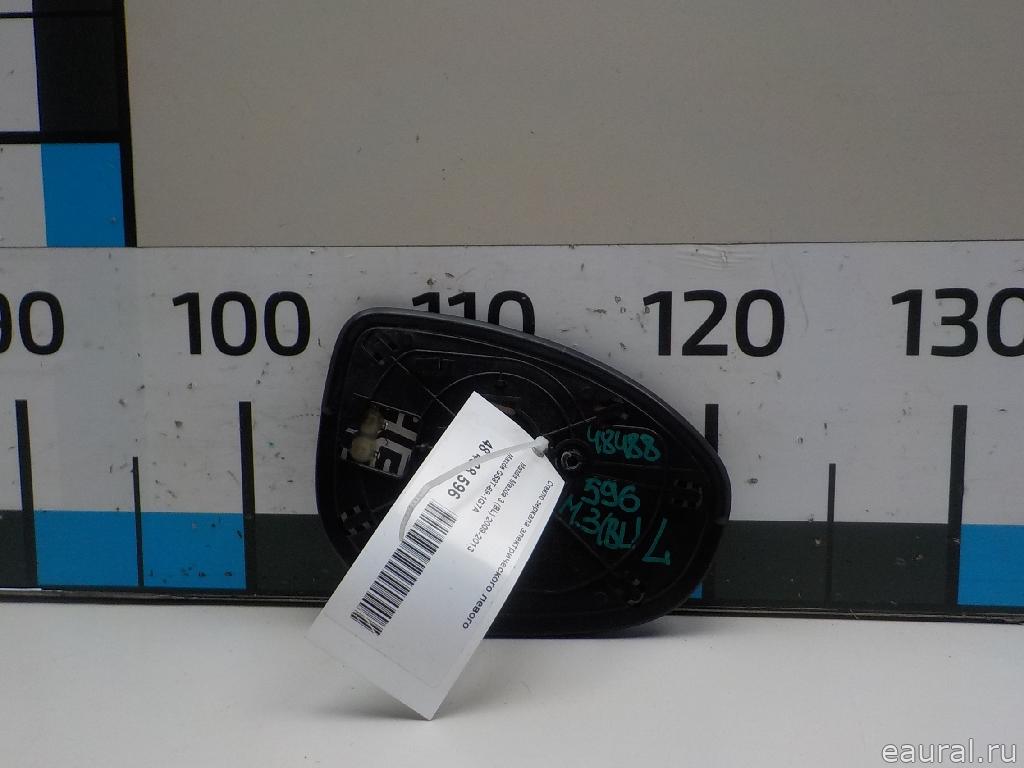 90 100 110 120 130
48488
596
M.3(BL) L
Стекло зеркала электрического левого
Mazda Mazda 3 (BL) 2009-2013
48 488 596
eaural.ru